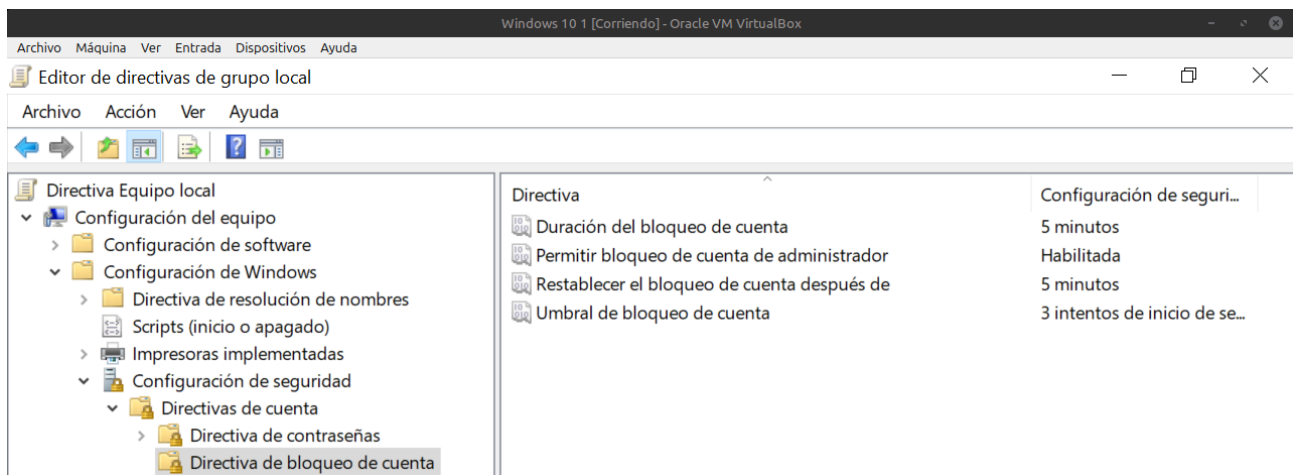 Windows 10 1 [Corriendo] - Oracle VM VirtualBox
Archivo Máquina Ver Entrada Dispositivos Ayuda
Editor de directivas de grupo local
Archivo Acción Ver Ayuda
Directiva Equipo local
Configuración del equipo
Configuración de software
Configuración de Windows
Directiva de resolución de nombres
Scripts (inicio o apagado)
Impresoras implementadas
Configuración de seguridad
Directivas de cuenta
Directiva de contraseñas
Directiva de bloqueo de cuenta
Directiva Configuración de seguri...
Duración del bloqueo de cuenta 5 minutos
Permitir bloqueo de cuenta de administrador Habilitada
Restablecer el bloqueo de cuenta después de 5 minutos
Umbral de bloqueo de cuenta 3 intentos de inicio de se...